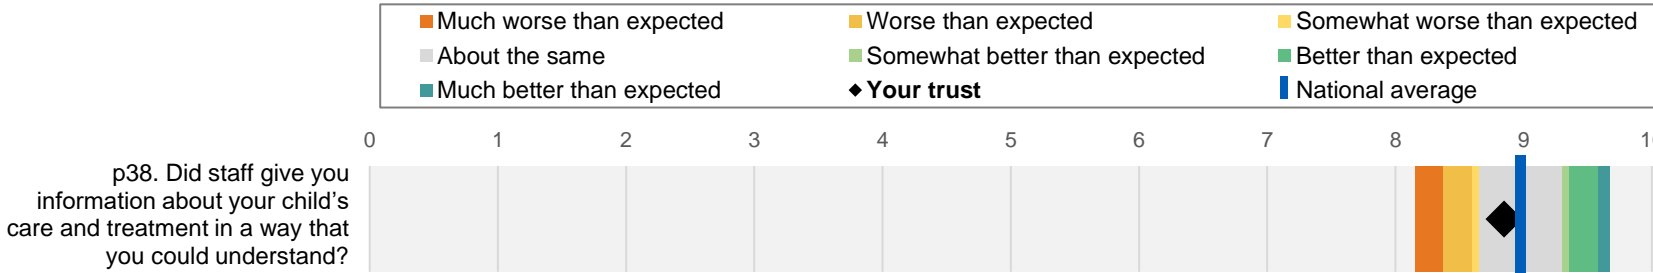 Much worse than expected
Worse than expected
Somewhat worse than expected
About the same
Somewhat better than expected
Better than expected
Much better than expected
Your trust
National average
0 1 2 3 4 5 6 7 8 9
p38. Did staff give you
information about your child's
care and treatment in a way that
you could understand?